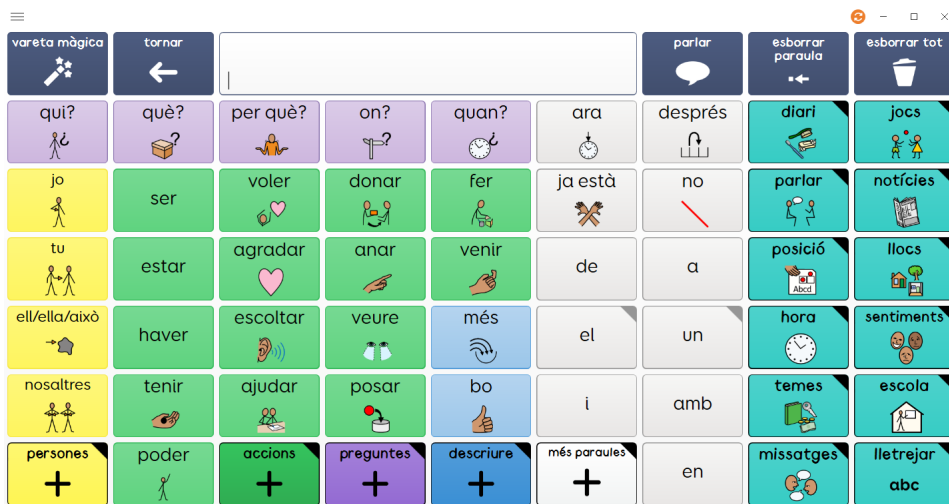 vareta màgica
tornar
parlar
esborrar
paraula
esborrar tot
qui?
què?
per què?
on?
quan?
ara
després
diari
jocs
jo
ser
voler
donar
fer
ja està
no
parlar
notícies
tu
estar
agradar
anar
venir
de
a
posició
Abcd
llocs
ell/ella/això
haver
escoltar
veure
més
el
un
hora
sentiments
nosaltres
tenir
ajudar
posar
bo
i
amb
temes
escola
persones
poder
accions
preguntes
descriure
més paraules
en
missatges
lletrejar
abc